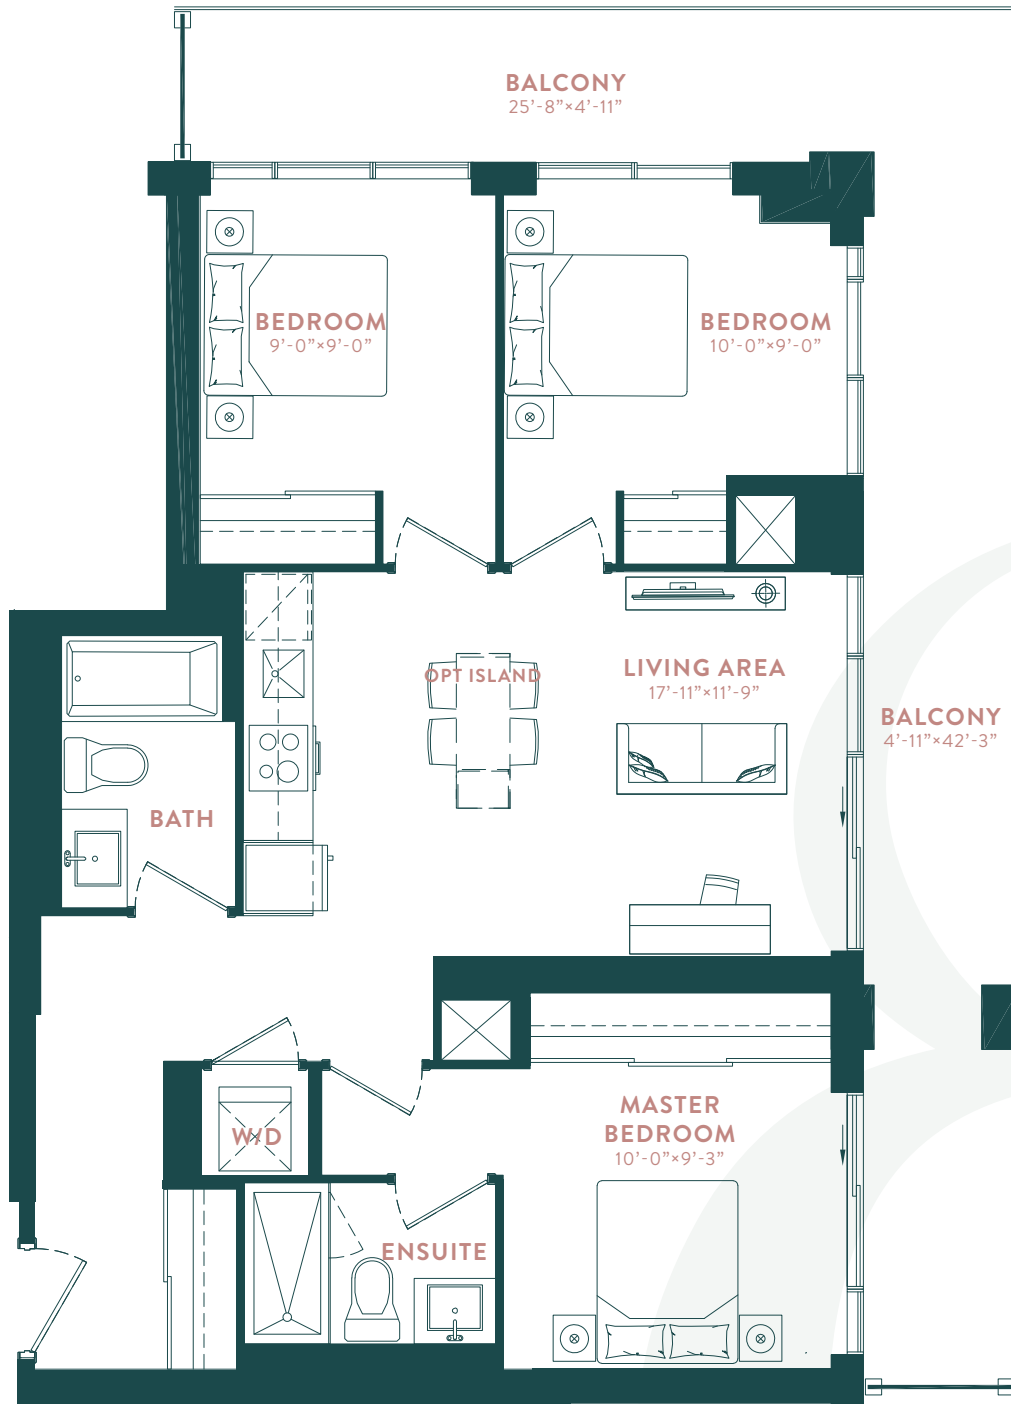 BALCONY
25’-8”×4’-11”
BEDROOM
9’-0”×9’-0”
BEDROOM
10’-0”×9’-0”
OPT ISLAND
LIVING AREA
17’-11”×11’-9”
BALCONY
4’-11”×42’-3”
BATH
MASTER
BEDROOM
10’-0”×9’-3”
W/D
ENSUITE